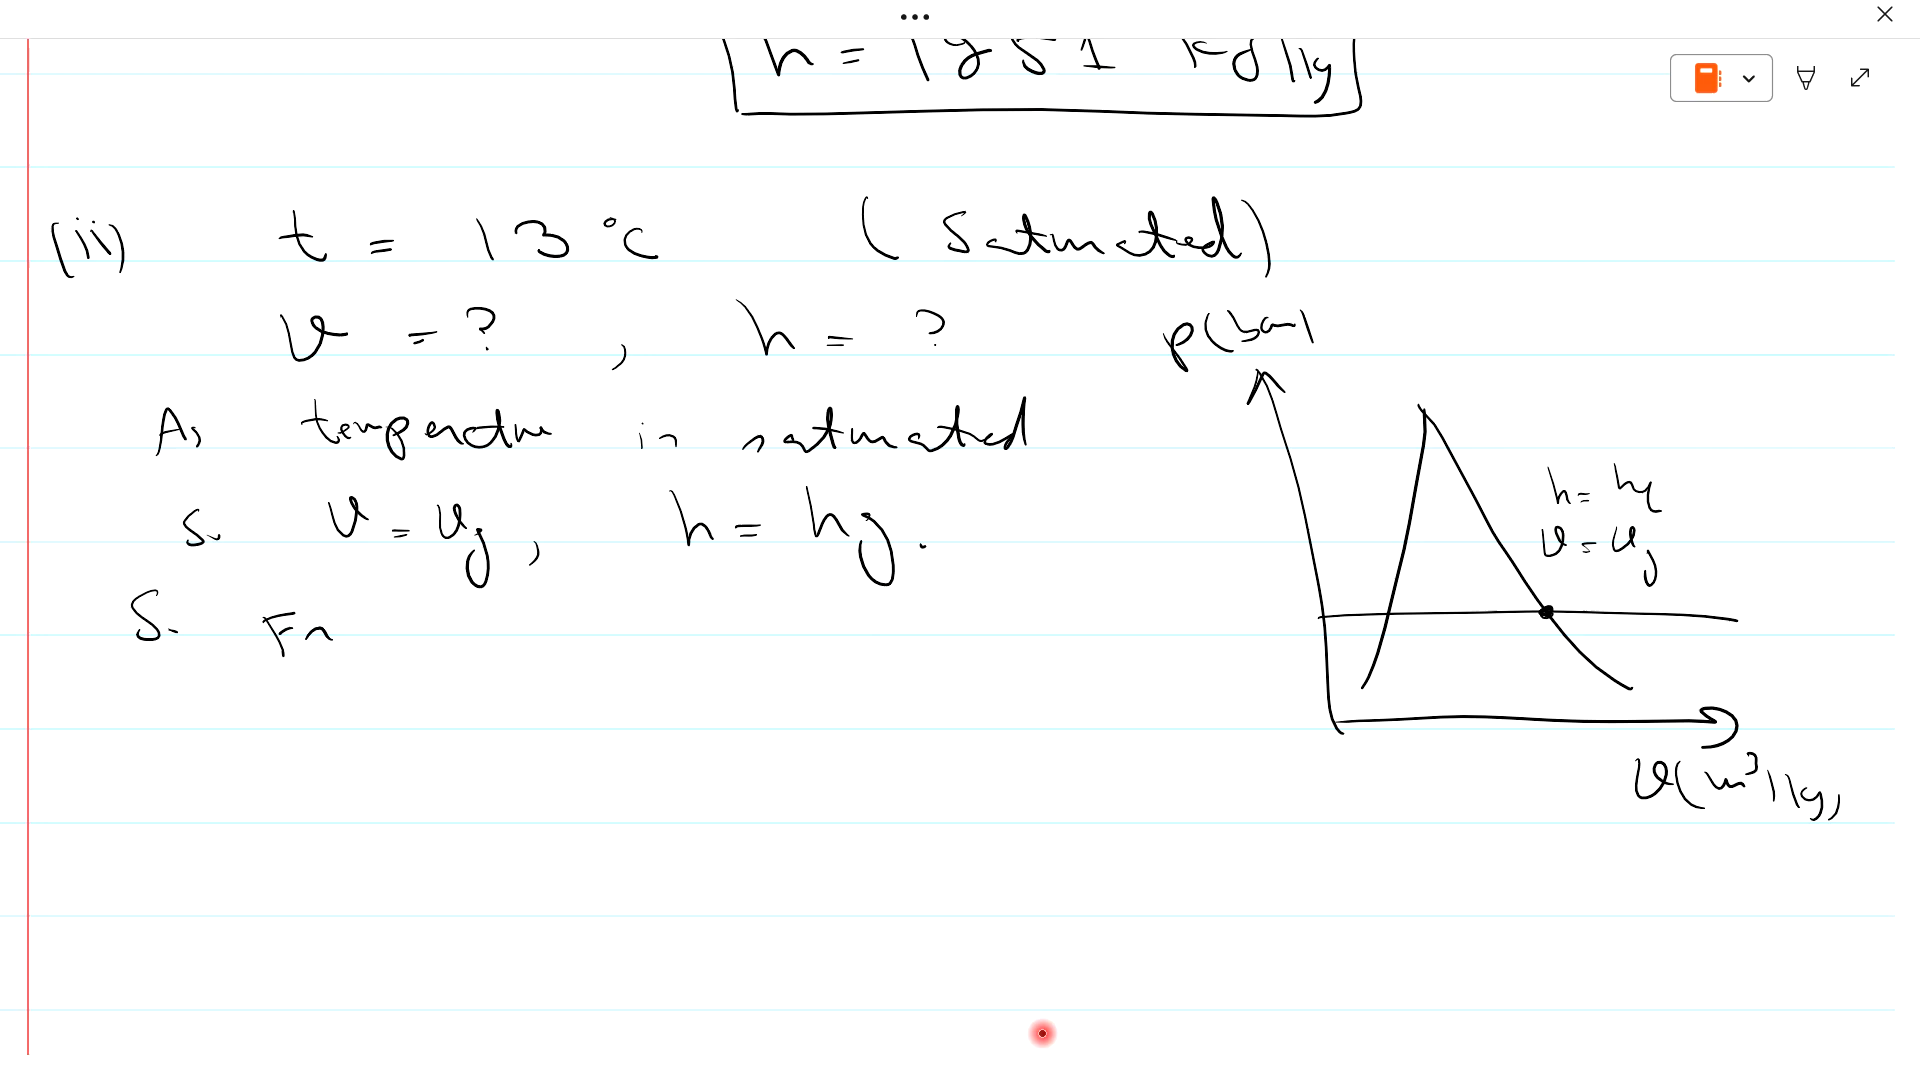 h = 1851 kJ/kg
(ii) t = 13 °C (Saturated)
v = ? , h = ?
p(bar)
As temperature is saturated
h = hg
So v = vg , h = hg .
v = vg
So Fr
v(m³/kg)